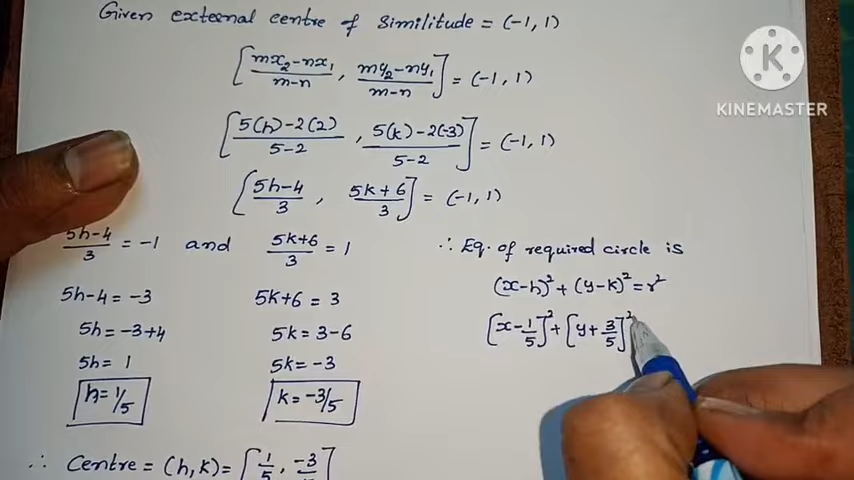 Given external centre of similitude = (-1, 1)
[mx₂-nx₁/m-n , my₂-ny₁/m-n] = (-1, 1)
[5(h)-2(2)/5-2 , 5(k)-2(-3)/5-2] = (-1, 1)
[5h-4/3 , 5k+6/3] = (-1, 1)
5h-4/3 = -1 and 5k+6/3 = 1
5h-4 = -3 5k+6 = 3
5h = -3+4 5k = 3-6
5h = 1 5k = -3
h = 1/5 k = -3/5
∴ Centre = (h, k) = [1/5, -3/5]
∴ Eq. of required circle is
(x-h)² + (y-k)² = r²
[x-1/5]² + [y+3/5]²
K
KINEMASTER